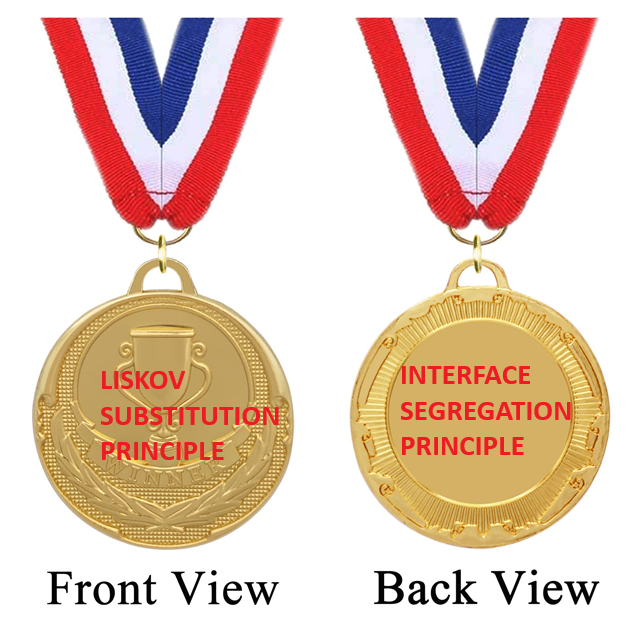 LISKOV
SUBSTITUTION
PRINCIPLE
WINNER
Front View
INTERFACE
SEGREGATION
PRINCIPLE
Back View